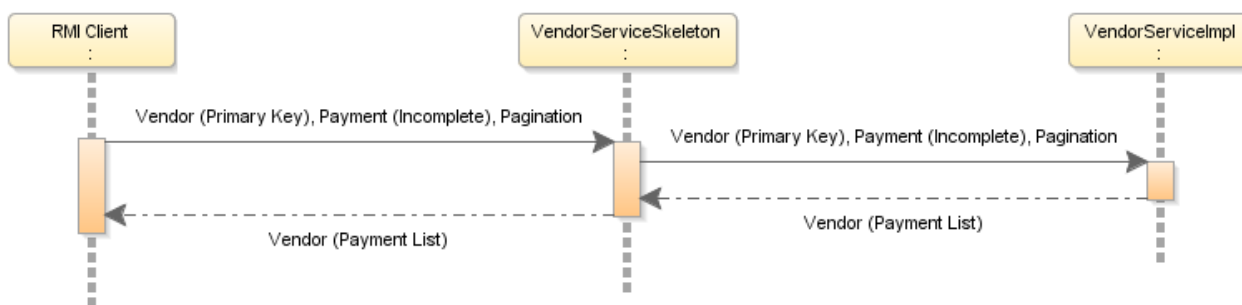 RMI Client
:
VendorServiceSkeleton
:
VendorServiceImpl
:
Vendor (Primary Key), Payment (Incomplete), Pagination
Vendor (Primary Key), Payment (Incomplete), Pagination
Vendor (Payment List)
Vendor (Payment List)